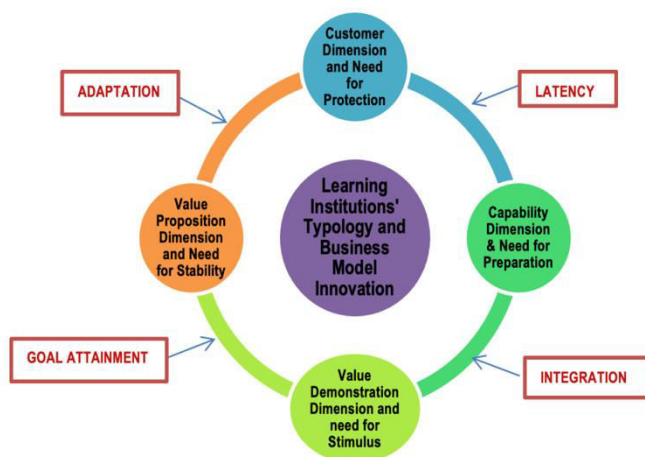 Customer
Dimension
and Need
for
Protection
ADAPTATION
LATENCY
Value
Proposition
Dimension
and Need
for Stability
Learning
Institutions'
Typology and
Business
Model
Innovation
Capability
Dimension
& Need for
Preparation
GOAL ATTAINMENT
Value
Demonstration
Dimension and
need for
Stimulus
INTEGRATION